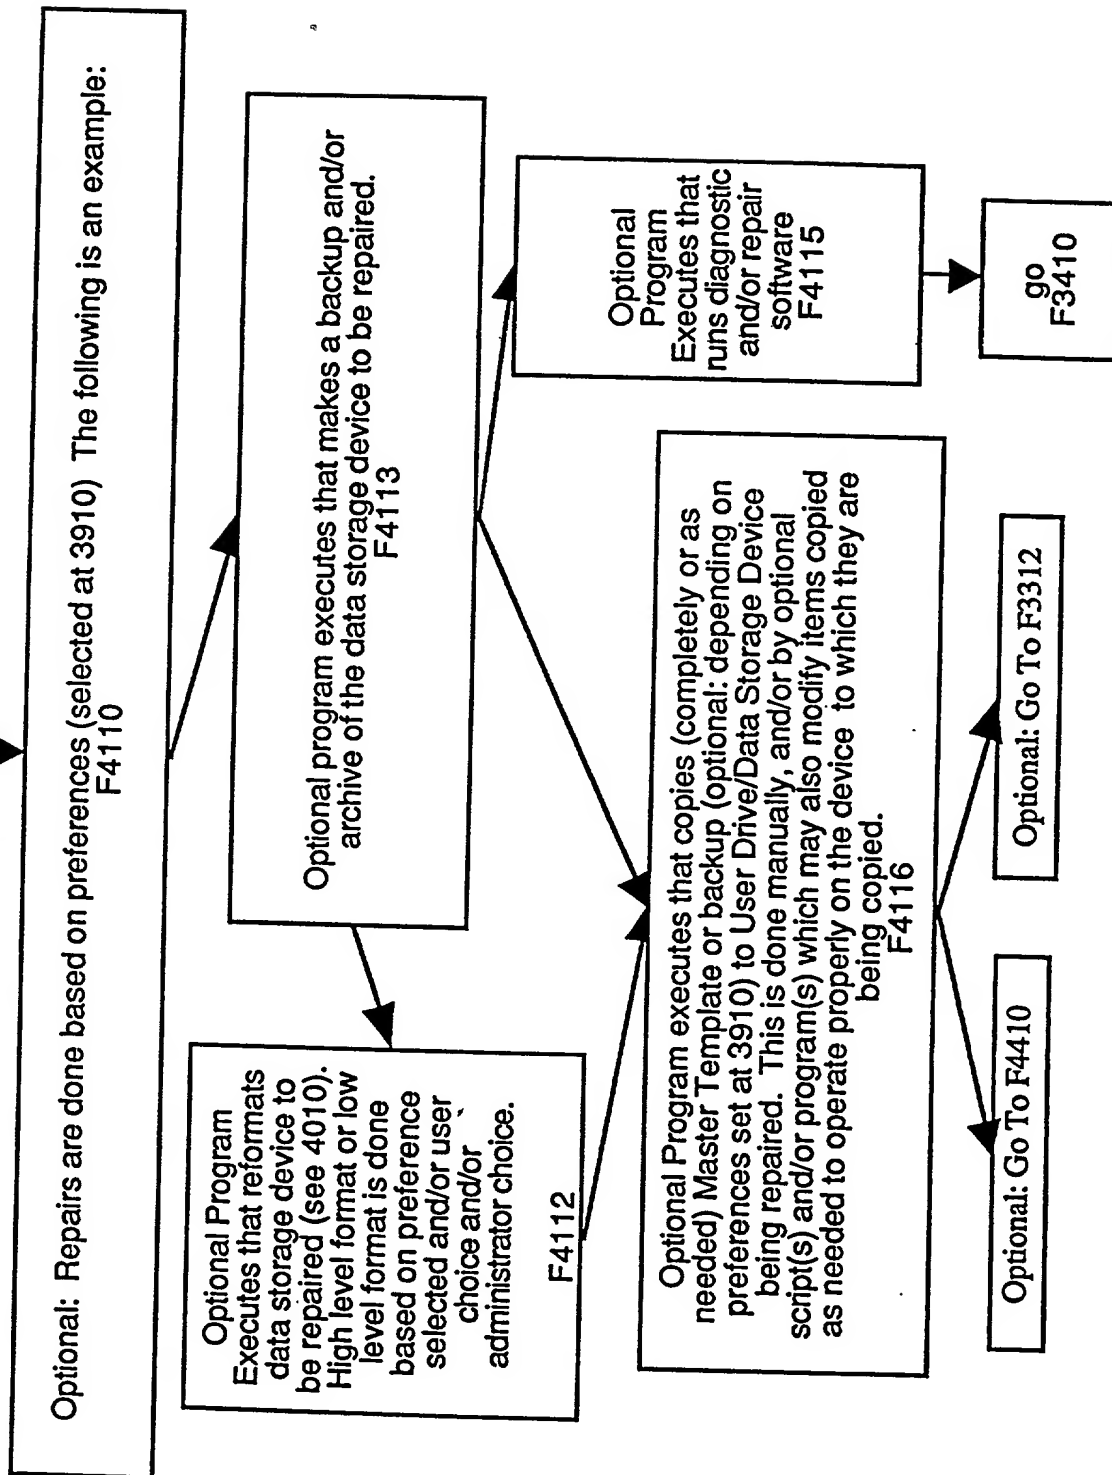 Optional: Repairs are done based on preferences (selected at 3910) The following is an example:
F4110
Optional program executes that makes a backup and/or
archive of the data storage device to be repaired.
F4113
Optional Program
Executes that reformats
data storage device to
be repaired (see 4010).
High level format or low
level format is done
based on preference
selected and/or user
choice and/or
administrator choice.
F4112
Optional
Program
Executes that
runs diagnostic
and/or repair
software
F4115
Optional Program executes that copies (completely or as
needed) Master Template or backup (optional: depending on
preferences set at 3910) to User Drive/Data Storage Device
being repaired. This is done manually, and/or by optional
script(s) and/or program(s) which may also modify items copied
as needed to operate properly on the device to which they are
being copied.
F4116
go
F3410
Optional: Go To F4410
Optional: Go To F3312